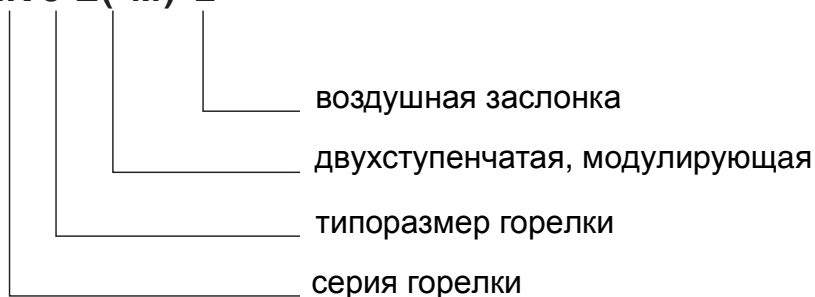 воздушная заслонка
двухступенчатая, модулирующая
типоразмер горелки
серия горелки